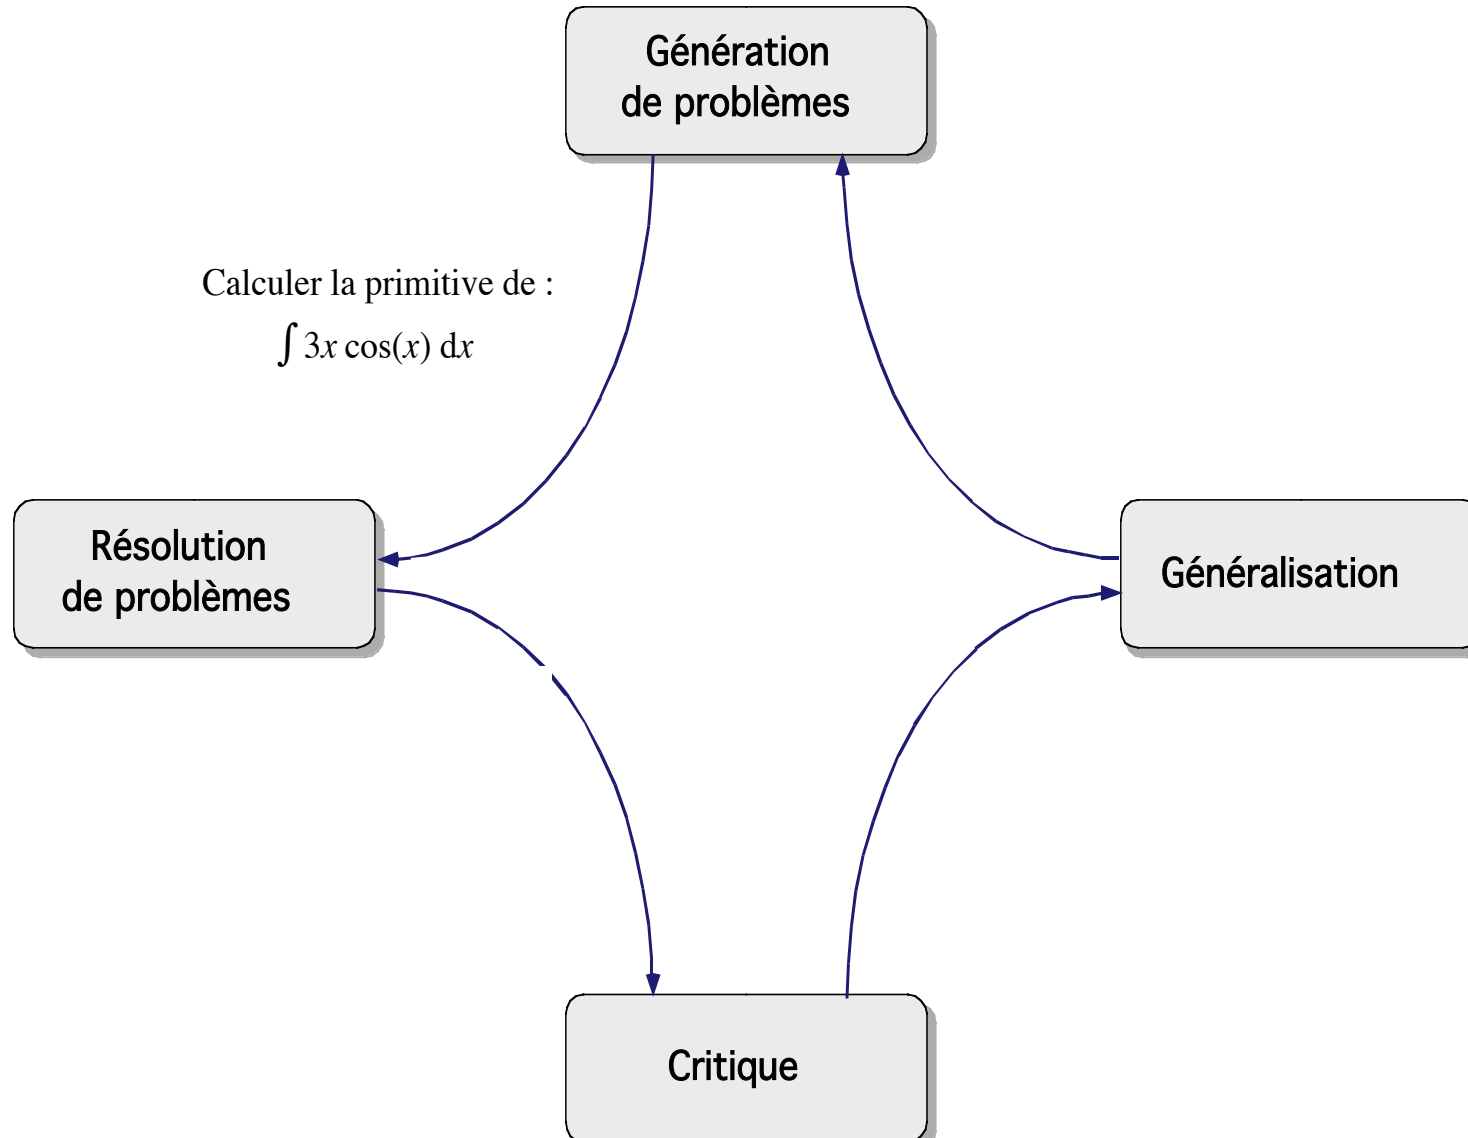 Génération
de problèmes
Calculer la primitive de :
∫ 3x cos(x) dx
Résolution
de problèmes
Généralisation
Critique